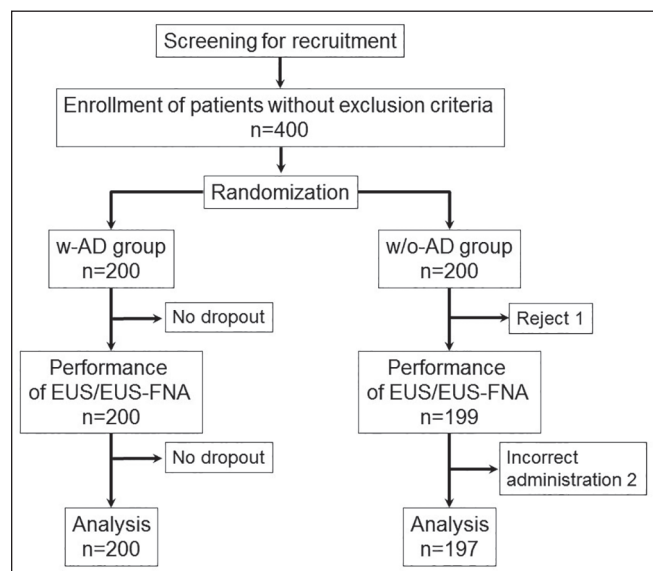 Screening for recruitment
Enrollment of patients without exclusion criteria
n=400
Randomization
w-AD group
n=200
w/o-AD group
n=200
No dropout
Reject 1
Performance
of EUS/EUS-FNA
n=200
Performance
of EUS/EUS-FNA
n=199
No dropout
Incorrect
administration 2
Analysis
n=200
Analysis
n=197